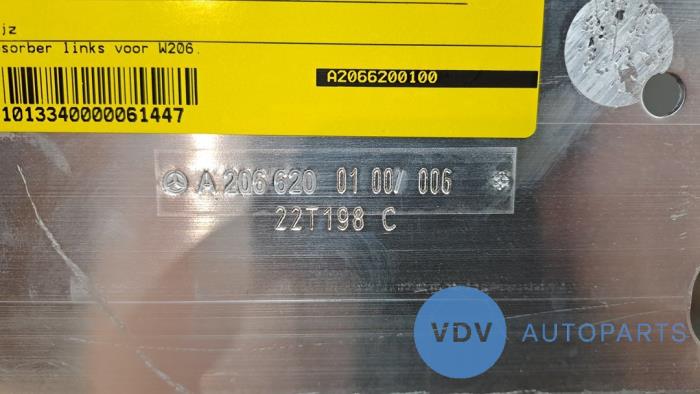 jz
sorber links voor W206.
A2066200100
1013340000061447
A 206 620 01 00/ 006
22T198 C
VDV AUTOPARTS